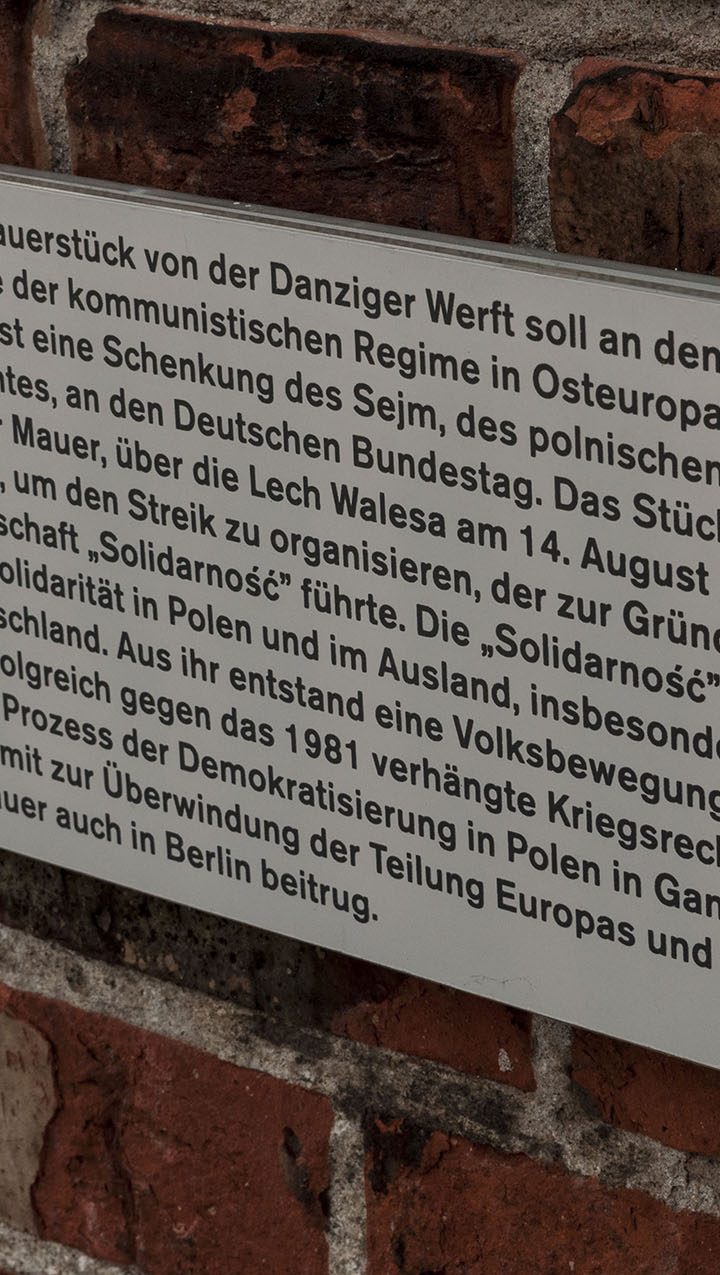 auerstück von der Danziger Werft soll an den
e der kommunistischen Regime in Osteuropa
st eine Schenkung des Sejm, des polnischen
ntes, an den Deutschen Bundestag. Das Stück
r Mauer, über die Lech Walesa am 14. August
, um den Streik zu organisieren, der zur Gründ
schaft „Solidarność” führte. Die „Solidarność”
olidarität in Polen und im Ausland, insbesonde
schland. Aus ihr entstand eine Volksbewegung
olgreich gegen das 1981 verhängte Kriegsrech
Prozess der Demokratisierung in Polen in Gan
mit zur Überwindung der Teilung Europas und
uer auch in Berlin beitrug.